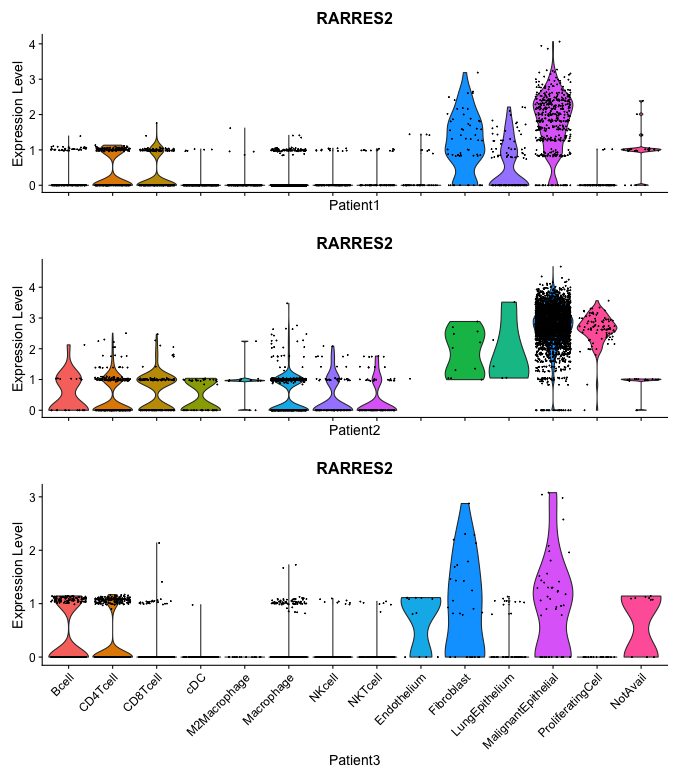 RARRES2
Expression Level
4
3
2
1
0
Patient1
RARRES2
Expression Level
4
3
2
1
0
Patient2
RARRES2
Expression Level
3
2
1
0
Bcell
CD4Tcell
CD8Tcell
cDC
M2Macrophage
Macrophage
NKcell
NKTcell
Endothelium
Fibroblast
LungEpithelium
MalignantEpithelial
ProliferatingCell
NotAvail
Patient3